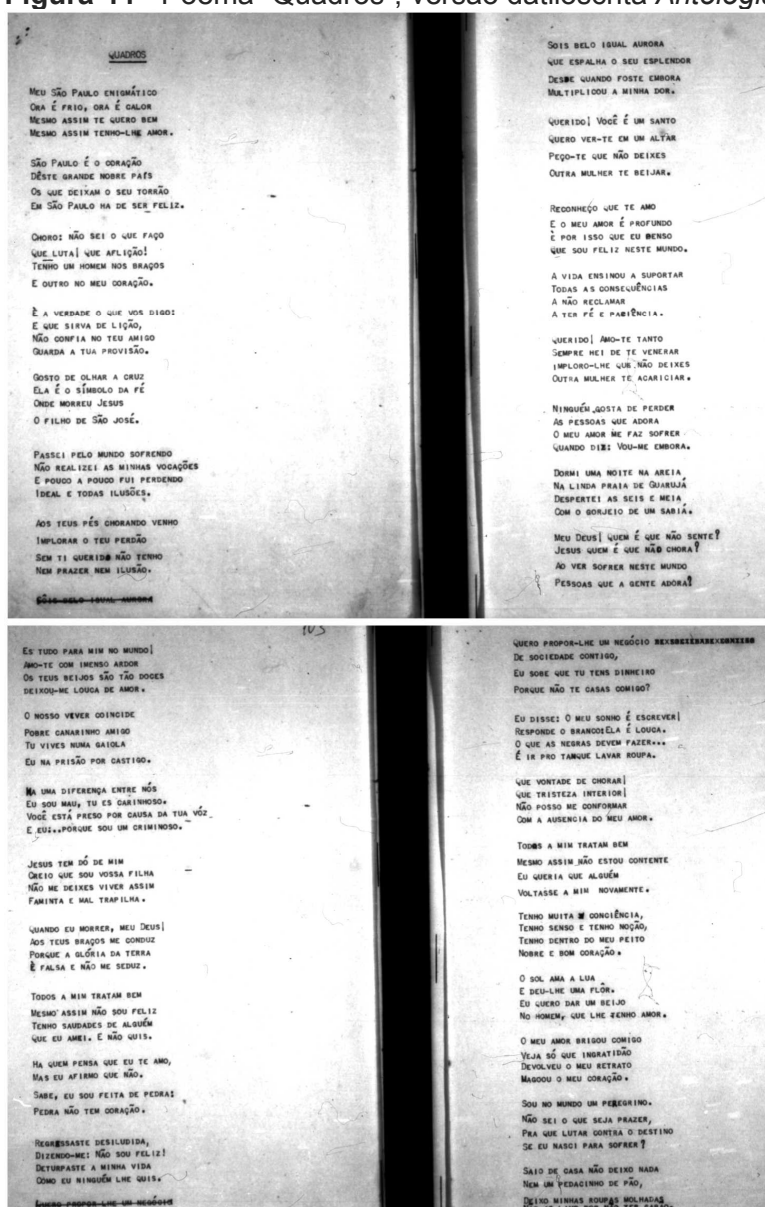 Figura 11 Poema "Quadros", versão datiloscrita Antologia
QUADROS
MEU SÃO PAULO ENIGMÁTICO
ORA É FRIO, ORA É CALOR
MESMO ASSIM TE QUERO BEM
MESMO ASSIM TENHO-LHE AMOR.
SÃO PAULO É O CORAÇÃO
DÊSTE GRANDE NOBRE PAÍS
OS QUE DEIXAM O SEU TORRÃO
EM SÃO PAULO HA DE SER FELIZ.
CHORO: NÃO SEI O QUE FAÇO
QUE LUTA! QUE AFLIÇÃO!
TENHO UM HOMEM NOS BRAÇOS
E OUTRO NO MEU CORAÇÃO.
È A VERDADE O QUE VOS DIGO:
E QUE SIRVA DE LIÇÃO,
NÃO CONFIA NO TEU AMIGO
GUARDA A TUA PROVISÃO.
GOSTO DE OLHAR A CRUZ
ELA É O SÍMBOLO DA FÉ
ONDE MORREU JESUS
O FILHO DE SÃO JOSÉ.
PASSEI PELO MUNDO SOFRENDO
NÃO REALIZEI AS MINHAS VOCAÇÕES
E POUCO A POUCO FUI PERDENDO
IDEAL E TODAS ILUSÕES.
AOS TEUS PÉS CHORANDO VENHO
IMPLORAR O TEU PERDÃO
SEM TI QUERIDO NÃO TENHO
NEM PRAZER NEM ILUSÃO.
SÔIS BELO IGUAL AURORA
SOIS BELO IGUAL AURORA
QUE ESPALHA O SEU ESPLENDOR
DESDE QUANDO FOSTE EMBORA
MULTIPLICOU A MINHA DOR.
QUERIDO! VOCÊ É UM SANTO
QUERO VER-TE EM UM ALTAR
PEÇO-TE QUE NÃO DEIXES
OUTRA MULHER TE BEIJAR.
RECONHEÇO QUE TE AMO
E O MEU AMOR É PROFUNDO
È POR ISSO QUE EU BENSO
QUE SOU FELIZ NESTE MUNDO.
A VIDA ENSINOU A SUPORTAR
TODAS AS CONSEQUÊNCIAS
A NÃO RECLAMAR
A TER FÉ E PACIÊNCIA.
QUERIDO! AMO-TE TANTO
SEMPRE HEI DE TE VENERAR
IMPLORO-LHE QUE NÃO DEIXES
OUTRA MULHER TE ACARICIAR.
NINGUÉM GOSTA DE PERDER
AS PESSOAS QUE ADORA
O MEU AMOR ME FAZ SOFRER
QUANDO DIZ: VOU-ME EMBORA.
DORMI UMA NOITE NA AREIA
NA LINDA PRAIA DE GUARUJÁ
DESPERTEI AS SEIS E MEIA
COM O GORJEIO DE UM SABIÁ.
MEU DEUS! QUEM É QUE NÃO SENTE?
JESUS QUEM É QUE NÃO CHORA?
AO VER SOFRER NESTE MUNDO
PESSOAS QUE A GENTE ADORA?
ES TUDO PARA MIM NO MUNDO!
AMO-TE COM IMENSO ARDOR
OS TEUS BEIJOS SÃO TÃO DOCES
DEIXOU-ME LOUCA DE AMOR.
O NOSSO VIVER COINCIDE
POBRE CANARINHO AMIGO
TU VIVES NUMA GAIOLA
EU NA PRISÃO POR CASTIGO.
HA UMA DIFERENÇA ENTRE NÓS
EU SOU MAU, TU ES CARINHOSO.
VOCÊ ESTÁ PRESO POR CAUSA DA TUA VÓZ
E EU:..PORQUE SOU UM CRIMINOSO.
JESUS TEM DÓ DE MIM
CREIO QUE SOU VOSSA FILHA
NÃO ME DEIXES VIVER ASSIM
FAMINTA E MAL TRAPILHA.
QUANDO EU MORRER, MEU DEUS!
AOS TEUS BRAÇOS ME CONDUZ
PORQUE A GLÓRIA DA TERRA
È FALSA E NÃO ME SEDUZ.
TODOS A MIM TRATAM BEM
MESMO ASSIM NÃO SOU FELIZ
TENHO SAUDADES DE ALGUÉM
QUE EU AMEI. E NÃO QUIS.
HA QUEM PENSA QUE EU TE AMO,
MAS EU AFIRMO QUE NÃO.
SABE, EU SOU FEITA DE PEDRA:
PEDRA NÃO TEM CORAÇÃO.
REGRESSASTE DESILUDIDA,
DIZENDO-ME: NÃO SOU FELIZ!
DETURPASTE A MINHA VIDA
COMO EU NINGUÉM LHE QUIS.
QUERO PROPOR-LHE UM NEGÓCIO
QUERO PROPOR-LHE UM NEGÓCIO
DE SOCIEDADE CONTIGO,
EU SOBE QUE TU TENS DINHEIRO
PORQUE NÃO TE CASAS COMIGO?
EU DISSE: O MEU SONHO É ESCREVER!
RESPONDE O BRANCO: ELA É LOUCA.
O QUE AS NEGRAS DEVEM FAZER...
É IR PRO TANQUE LAVAR ROUPA.
QUE VONTADE DE CHORAR!
QUE TRISTEZA INTERIOR!
NÃO POSSO ME CONFORMAR
COM A AUSENCIA DO MEU AMOR.
TODOS A MIM TRATAM BEM
MESMO ASSIM NÃO ESTOU CONTENTE
EU QUERIA QUE ALGUÉM
VOLTASSE A MIM NOVAMENTE.
TENHO MUITA CONCIÊNCIA,
TENHO SENSO E TENHO NOÇÃO,
TENHO DENTRO DO MEU PEITO
NOBRE E BOM CORAÇÃO.
O SOL AMA A LUA
E DEU-LHE UMA FLÔR.
EU QUERO DAR UM BEIJO
NO HOMEM, QUE LHE TENHO AMOR.
O MEU AMOR BRIGOU COMIGO
VEJA SÓ QUE INGRATIDÃO
DEVOLVEU O MEU RETRATO
MAGOOU O MEU CORAÇÃO.
SOU NO MUNDO UM PEREGRINO.
NÃO SEI O QUE SEJA PRAZER,
PRA QUE LUTAR CONTRA O DESTINO
SE EU NASCI PARA SOFRER?
SAIO DE CASA NÃO DEIXO NADA
NEM UM PEDACINHO DE PÃO,
DEIXO MINHAS ROUPAS MOLHADAS